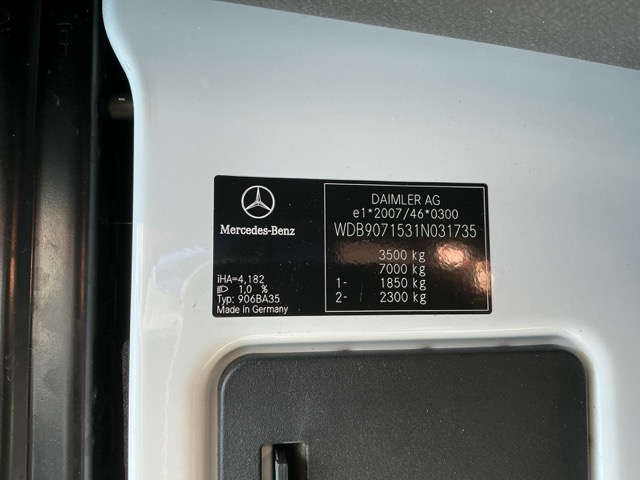 Mercedes-Benz
iHA=4,182
1.0 %
Typ: 906BA35
Made in Germany
DAIMLER AG
e1*2007/46*0300
WDB9071531N031735
3500 kg
7000 kg
1- 1850 kg
2- 2300 kg